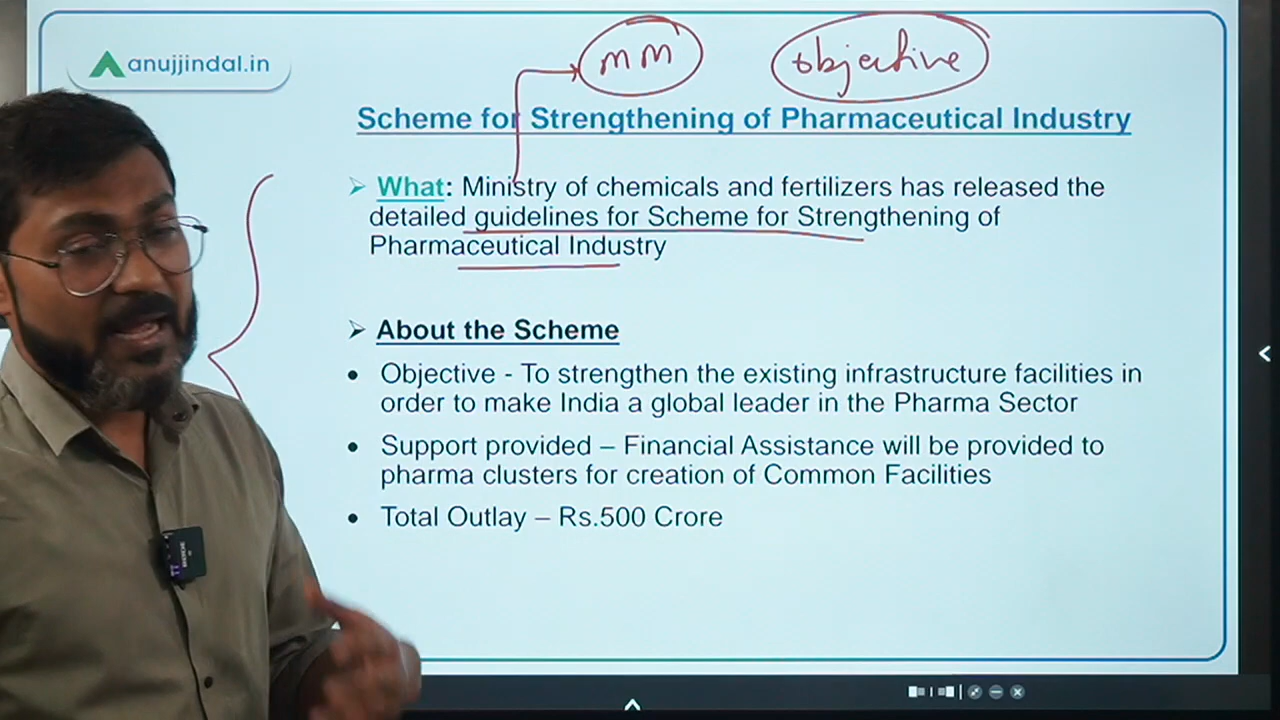 anujjindal.in
mm
objective
Scheme for Strengthening of Pharmaceutical Industry
➢ What: Ministry of chemicals and fertilizers has released the
detailed guidelines for Scheme for Strengthening of
Pharmaceutical Industry
➢ About the Scheme
• Objective - To strengthen the existing infrastructure facilities in
order to make India a global leader in the Pharma Sector
• Support provided – Financial Assistance will be provided to
pharma clusters for creation of Common Facilities
• Total Outlay – Rs.500 Crore